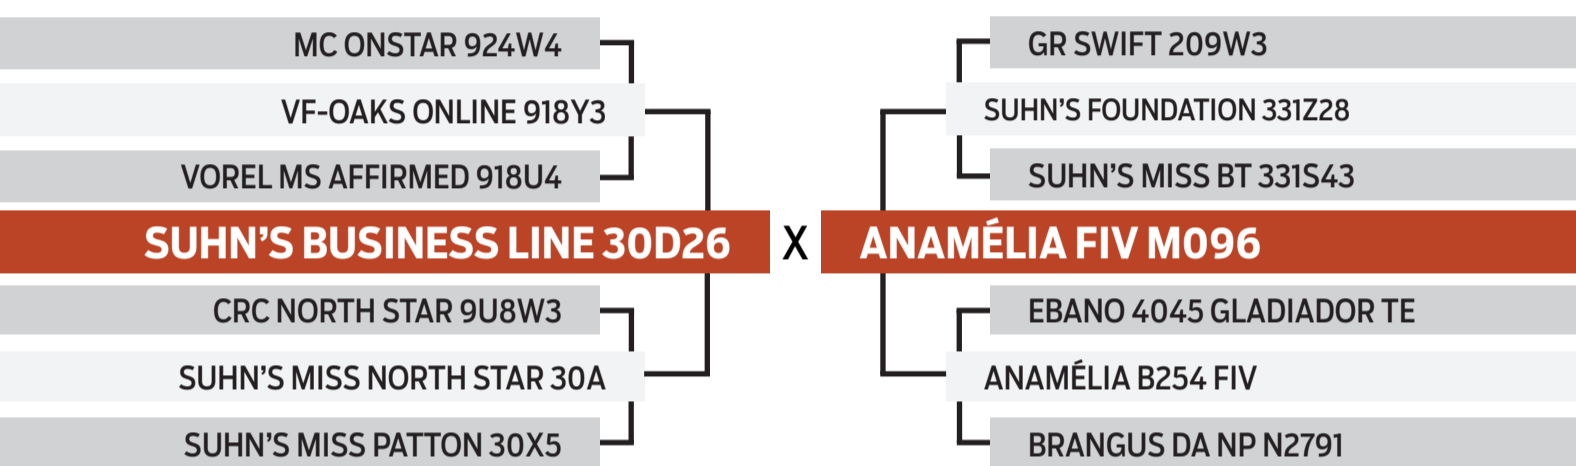 MC ONSTAR 924W4
VF-OAKS ONLINE 918Y3
VOREL MS AFFIRMED 918U4
SUHN’S BUSINESS LINE 30D26
CRC NORTH STAR 9U8W3
SUHN’S MISS NORTH STAR 30A
SUHN’S MISS PATTON 30X5
X
GR SWIFT 209W3
SUHN’S FOUNDATION 331Z28
SUHN’S MISS BT 331S43
ANAMÉLIA FIV M096
EBANO 4045 GLADIADOR TE
ANAMÉLIA B254 FIV
BRANGUS DA NP N2791